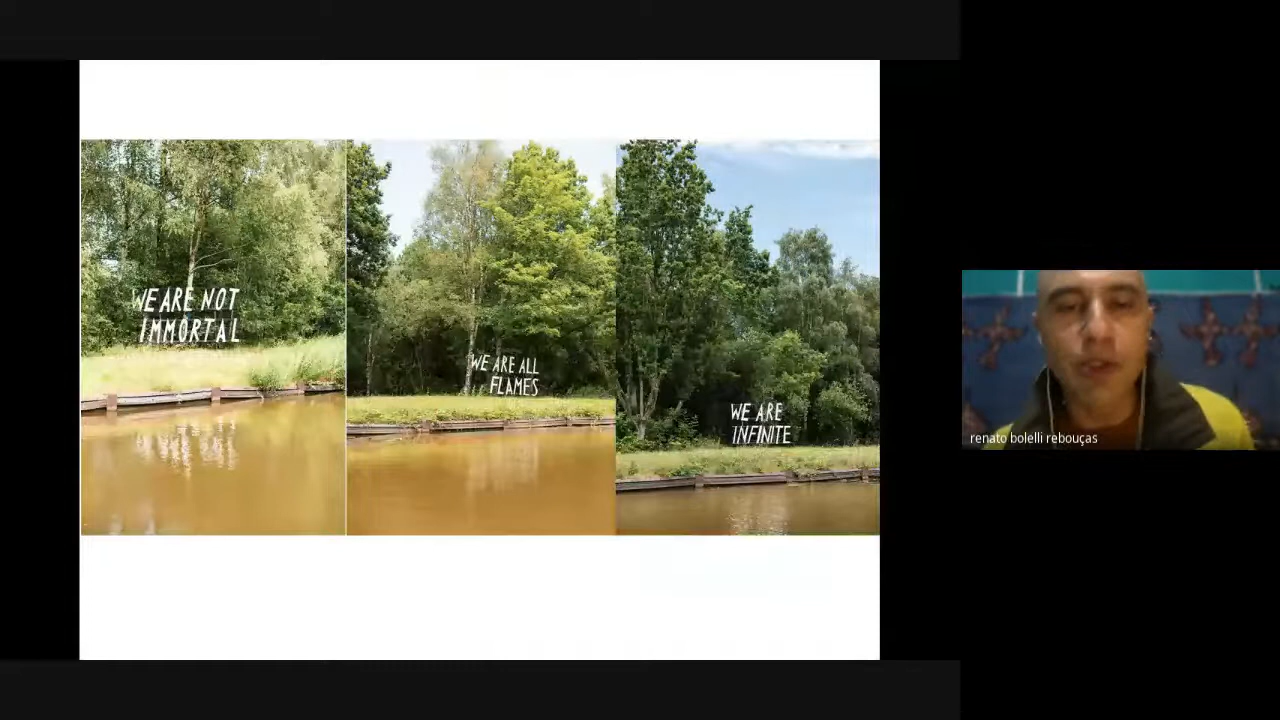 WE ARE NOT
IMMORTAL
WE ARE ALL
FLAMES
WE ARE
INFINITE
renato bolelli rebouças